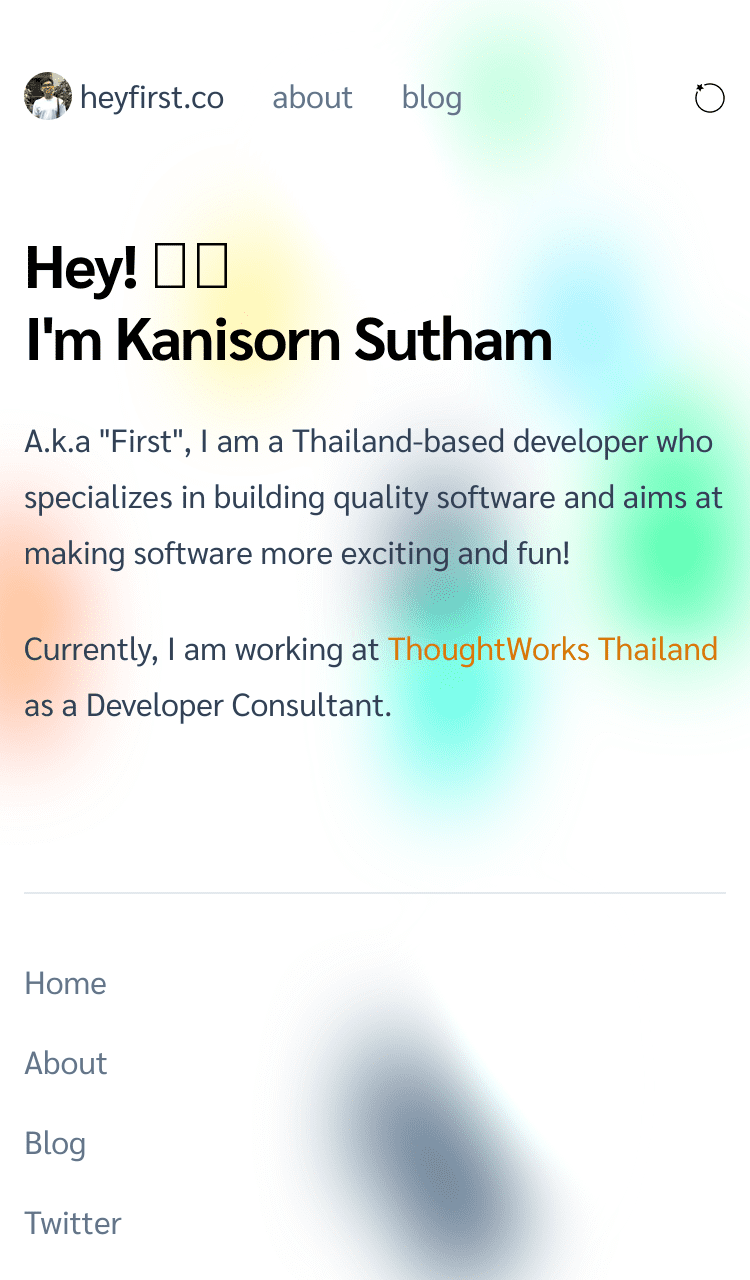 heyfirst.co about blog
Hey!
I'm Kanisorn Sutham
A.k.a "First", I am a Thailand-based developer who
specializes in building quality software and aims at
making software more exciting and fun!
Currently, I am working at ThoughtWorks Thailand
as a Developer Consultant.
Home
About
Blog
Twitter